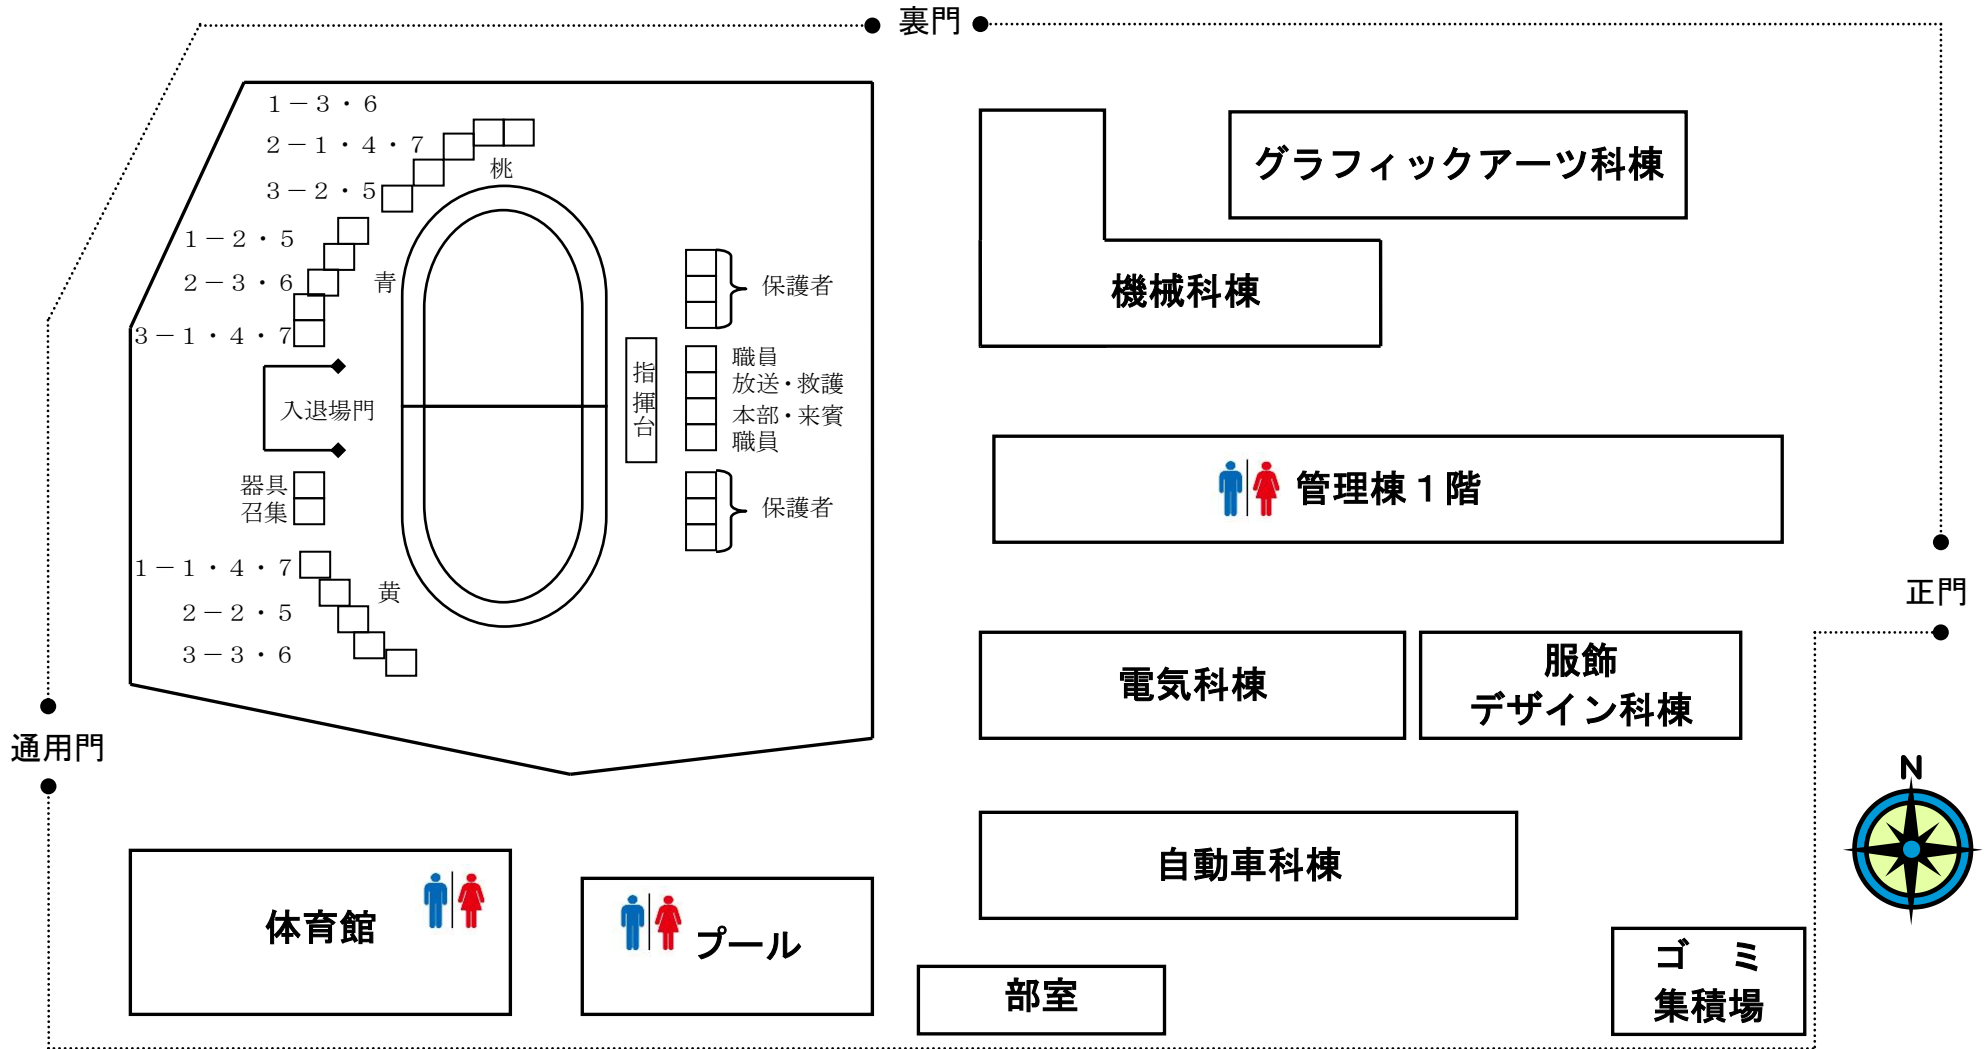 裏門
1－3・6
2－1・4・7
桃
3－2・5
1－2・5
2－3・6
青
3－1・4・7
入退場門
器具
召集
1－1・4・7
黄
2－2・5
3－3・6
指揮台
保護者
職員
放送・救護
本部・来賓
職員
保護者
グラフィックアーツ科棟
機械科棟
管理棟１階
正門
電気科棟
服飾
デザイン科棟
通用門
N
自動車科棟
体育館
プール
部室
ゴ　ミ
集積場